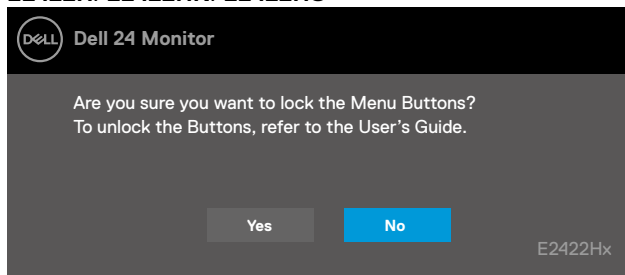 DELL Dell 24 Monitor
Are you sure you want to lock the Menu Buttons?
To unlock the Buttons, refer to the User's Guide.
Yes No
E2422Hx